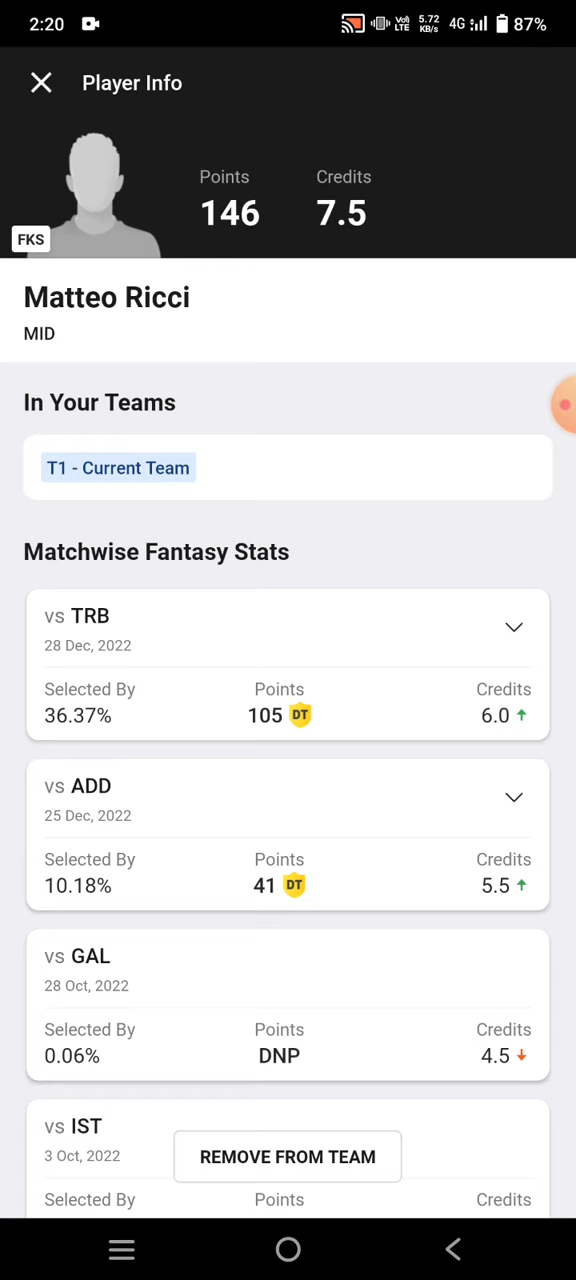 2:20 Vo) LTE 5.72 KB/s 4G 87%
Player Info
Points Credits
146 7.5
FKS
Matteo Ricci
MID
In Your Teams
T1 - Current Team
Matchwise Fantasy Stats
vs TRB
28 Dec, 2022
Selected By Points Credits
36.37% 105 DT 6.0
vs ADD
25 Dec, 2022
Selected By Points Credits
10.18% 41 DT 5.5
vs GAL
28 Oct, 2022
Selected By Points Credits
0.06% DNP 4.5
vs IST
3 Oct, 2022
REMOVE FROM TEAM
Selected By Points Credits